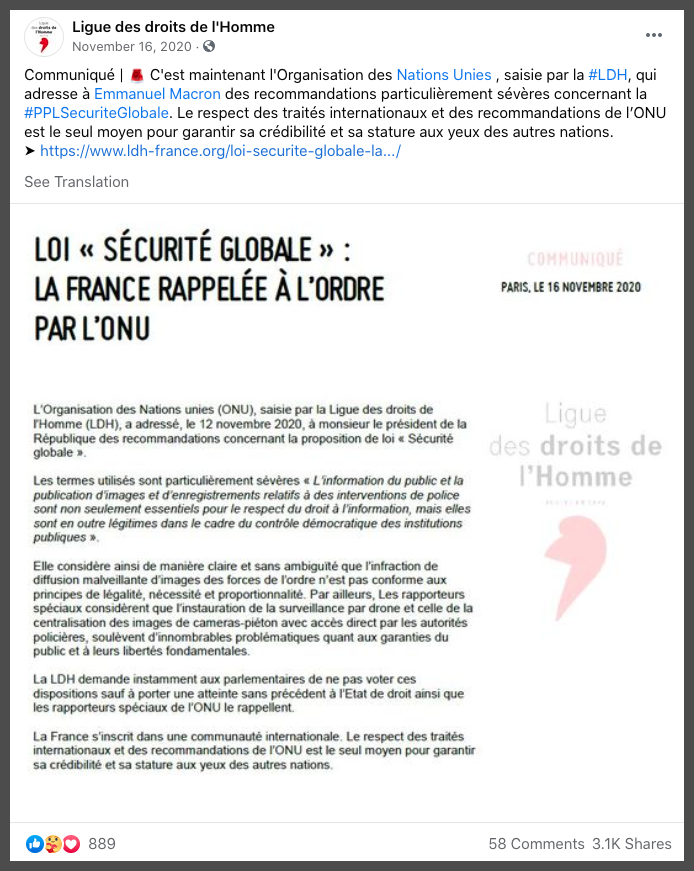 Ligue des droits de l'Homme
November 16, 2020 ·
Communiqué | C'est maintenant l'Organisation des Nations Unies , saisie par la #LDH, qui
adresse à Emmanuel Macron des recommandations particulièrement sévères concernant la
#PPLSecuriteGlobale. Le respect des traités internationaux et des recommandations de l’ONU
est le seul moyen pour garantir sa crédibilité et sa stature aux yeux des autres nations.
➤ https://www.ldh-france.org/loi-securite-globale-la.../
See Translation
LOI « SÉCURITÉ GLOBALE » :
LA FRANCE RAPPELÉE À L’ORDRE
PAR L’ONU
COMMUNIQUÉ
PARIS, LE 16 NOVEMBRE 2020
L’Organisation des Nations unies (ONU), saisie par la Ligue des droits de
l’Homme (LDH), a adressé, le 12 novembre 2020, à monsieur le président de la
République des recommandations concernant la proposition de loi « Sécurité
globale ».
Les termes utilisés sont particulièrement sévères « L’information du public et la
publication d’images et d’enregistrements relatifs à des interventions de police
sont non seulement essentiels pour le respect du droit à l’information, mais elles
sont en outre légitimes dans le cadre du contrôle démocratique des institutions
publiques ».
Elle considère ainsi de manière claire et sans ambiguité que l’infraction de
diffusion malveillante d’images des forces de l’ordre n’est pas conforme aux
principes de légalité, nécessité et proportionnalité. Par ailleurs, Les rapporteurs
spéciaux considèrent que l’instauration de la surveillance par drone et celle de la
centralisation des images de cameras-piéton avec accès direct par les autorités
policières, soulèvent d’innombrables problématiques quant aux garanties du
public et à leurs libertés fondamentales.
La LDH demande instamment aux parlementaires de ne pas voter ces
dispositions sauf à porter une atteinte sans précédent à l’Etat de droit ainsi que
les rapporteurs spéciaux de l’ONU le rappellent.
La France s’inscrit dans une communauté internationale. Le respect des traités
internationaux et des recommandations de l’ONU est le seul moyen pour garantir
sa crédibilité et sa stature aux yeux des autres nations.
Ligue
des droits de
l’Homme
889
58 Comments 3.1K Shares